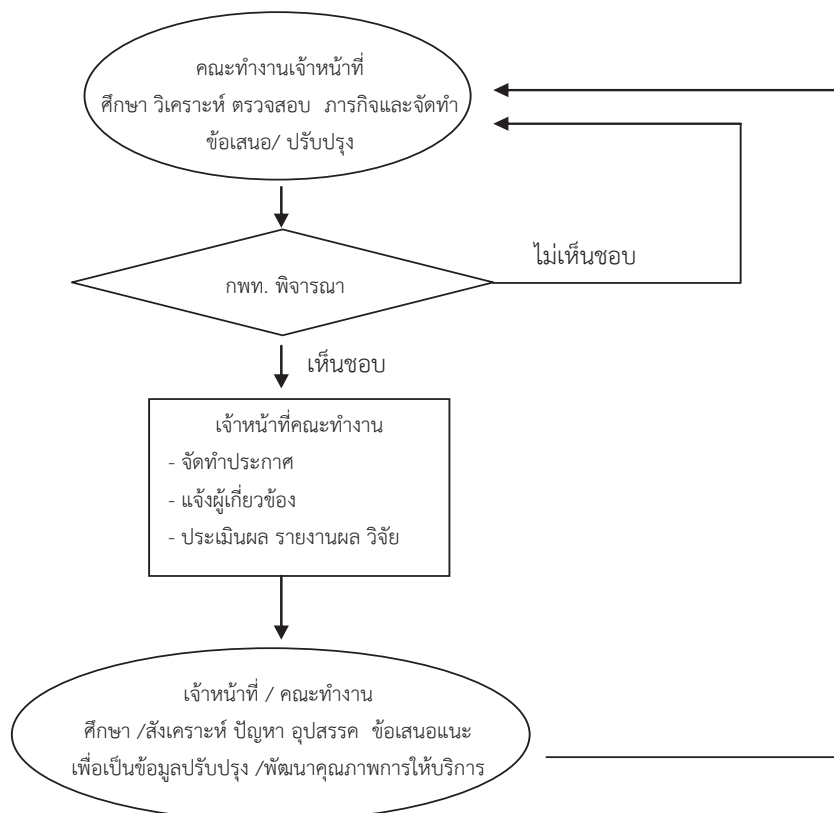 คณะทำงานเจ้าหน้าที่
ศึกษา วิเคราะห์ ตรวจสอบ ภารกิจและจัดทำ
ข้อเสนอ/ ปรับปรุง
กพท. พิจารณา
ไม่เห็นชอบ
เห็นชอบ
เจ้าหน้าที่คณะทำงาน
- จัดทำประกาศ
- แจ้งผู้เกี่ยวข้อง
- ประเมินผล รายงานผล วิจัย
เจ้าหน้าที่ / คณะทำงาน
ศึกษา /สังเคราะห์ ปัญหา อุปสรรค ข้อเสนอแนะ
เพื่อเป็นข้อมูลปรับปรุง /พัฒนาคุณภาพการให้บริการ